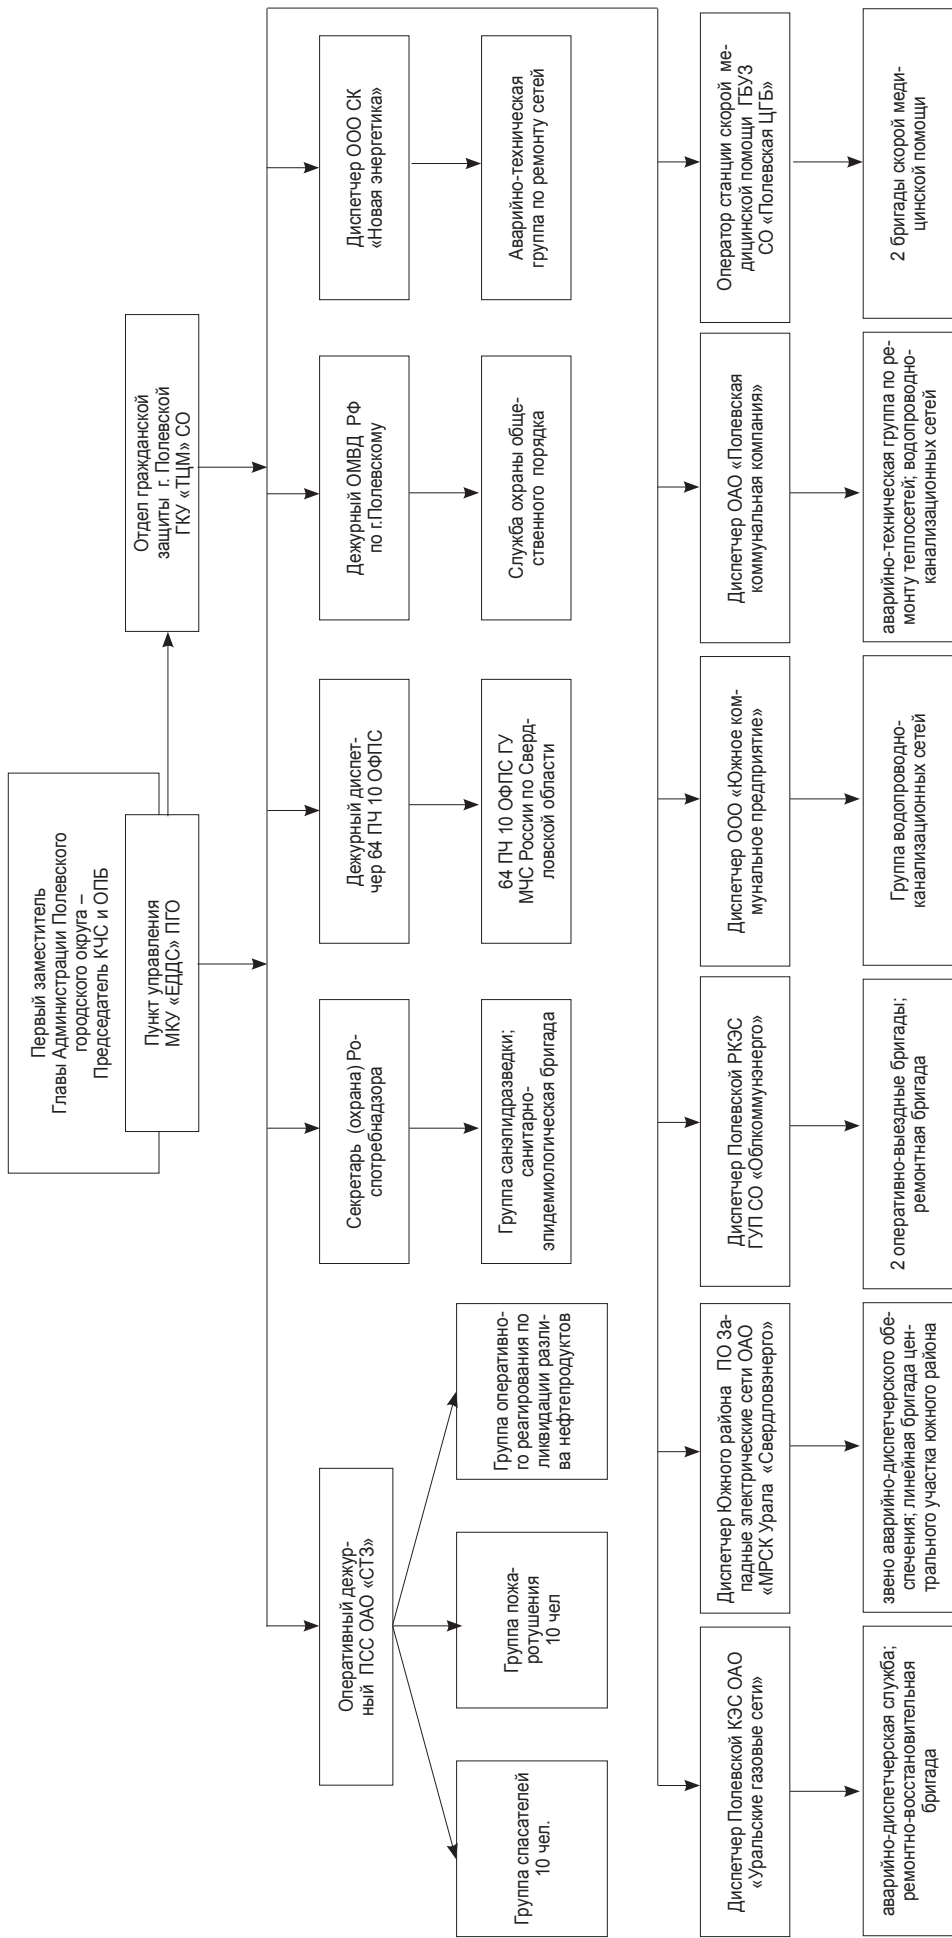 Первый заместитель
Главы Администрации Полевского
городского округа –
Председатель КЧС и ОПБ
Пункт управления
МКУ «ЕДДС» ПГО
Отдел гражданской
защиты г. Полевской
ГКУ «ТЦМ» СО
Оперативный дежур-
ный ПСС ОАО «СТЗ»
Секретарь (охрана) Ро-
спотребнадзора
Дежурный диспет-
чер 64 ПЧ 10 ОФПС
Дежурный ОМВД РФ
по г.Полевскому
Диспетчер ООО СК
«Новая энергетика»
Группа спасателей
10 чел.
Группа пожа-
ротушения
10 чел
Группа оперативно-
го реагирования по
ликвидации разли-
ва нефтепродуктов
Группа санэпидразведки;
санитарно-
эпидемиологическая бригада
64 ПЧ 10 ОФПС ГУ
МЧС России по Сверд-
ловской области
Служба охраны обще-
ственного порядка
Аварийно-техническая
группа по ремонту сетей
Диспетчер Полевской КЭС ОАО
«Уральские газовые сети»
Диспетчер Южного района ПО За-
падные электрические сети ОАО
«МРСК Урала «Свердловэнерго»
Диспетчер Полевской РКЭС
ГУП СО «Облкоммунэнерго»
Диспетчер ООО «Южное ком-
мунальное предприятие»
Диспетчер ОАО «Полевская
коммунальная компания»
Оператор станции скорой ме-
дицинской помощи ГБУЗ
СО «Полевская ЦГБ»
аварийно-диспетчерская служба;
ремонтно-восстановительная
бригада
звено аварийно-диспетчерского обе-
спечения; линейная бригада цен-
трального участка южного района
2 оперативно-выездные бригады;
ремонтная бригада
Группа водопроводно-
канализационных сетей
аварийно-техническая группа по ре-
монту теплосетей; водопроводно-
канализационных сетей
2 бригады скорой меди-
цинской помощи